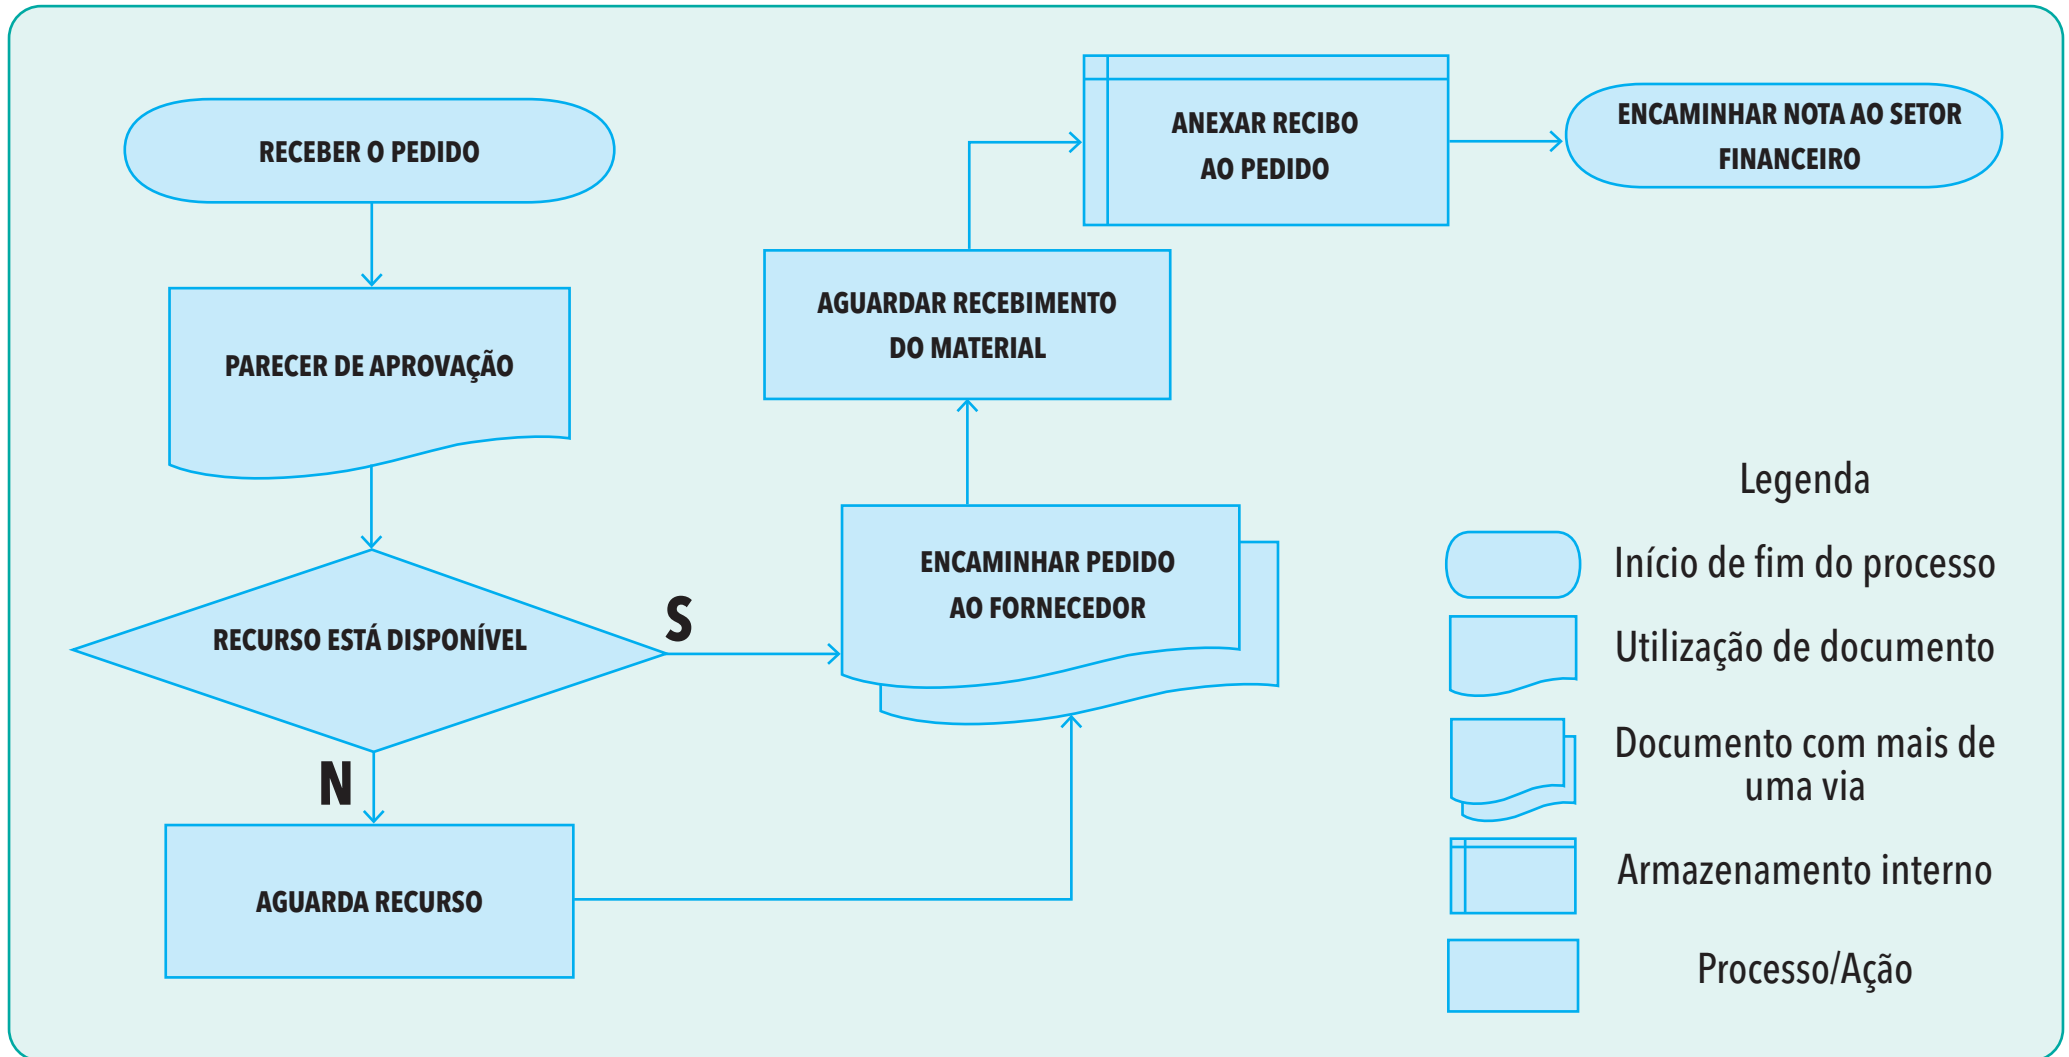 RECEBER O PEDIDO
PARECER DE APROVAÇÃO
RECURSO ESTÁ DISPONÍVEL
S
N
AGUARDA RECURSO
ENCAMINHAR PEDIDO
AO FORNECEDOR
AGUARDAR RECEBIMENTO
DO MATERIAL
ANEXAR RECIBO
AO PEDIDO
ENCAMINHAR NOTA AO SETOR
FINANCEIRO
Legenda
Início de fim do processo
Utilização de documento
Documento com mais de
uma via
Armazenamento interno
Processo/Ação